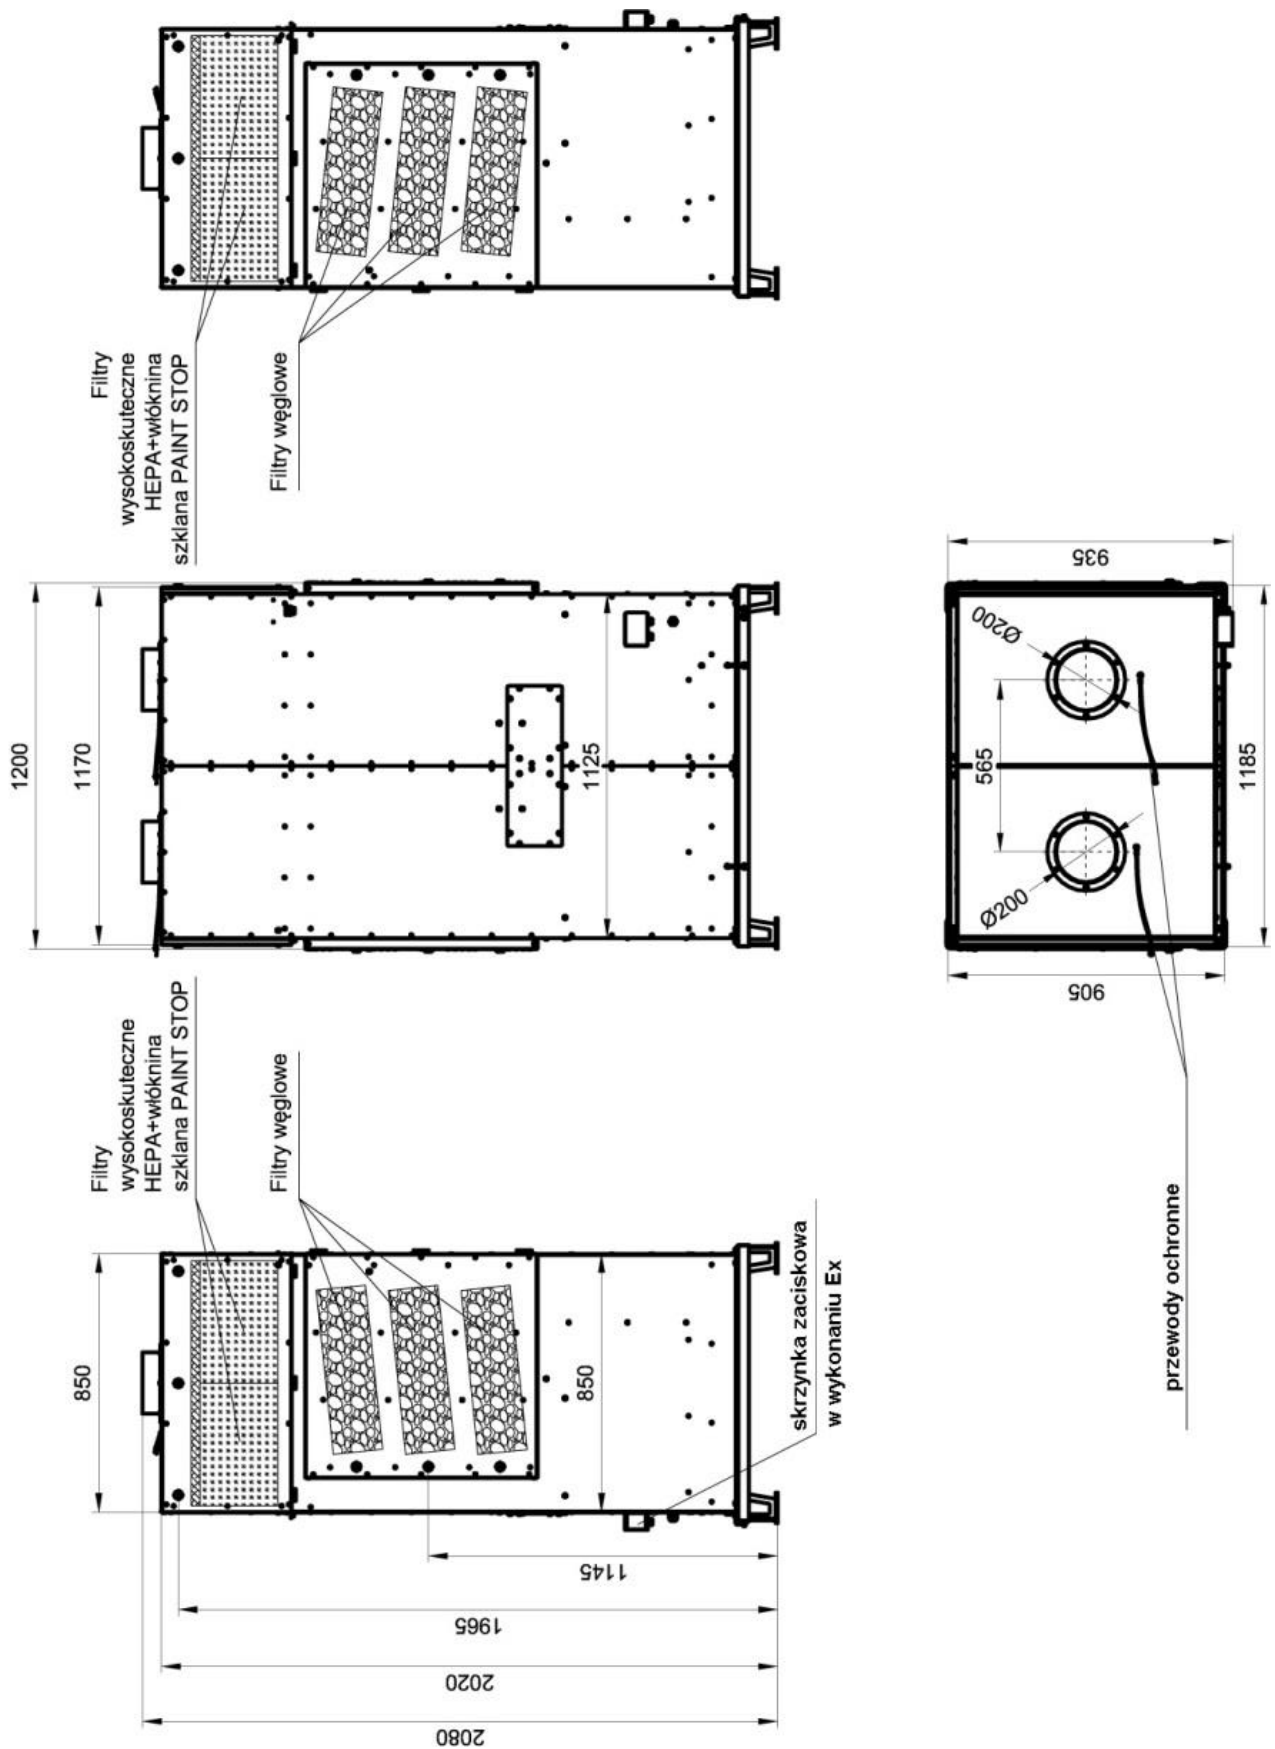 Filtry
wysokoskuteczne
HEPA+włóknina
szklana PAINT STOP
Filtry węglowe
1200
1170
1125
935
Ø200
565
Ø200
1185
905
Filtry
wysokoskuteczne
HEPA+włóknina
szklana PAINT STOP
Filtry węglowe
850
850
skrzynka zaciskowa
w wykonaniu Ex
przewody ochronne
1145
1965
2020
2080